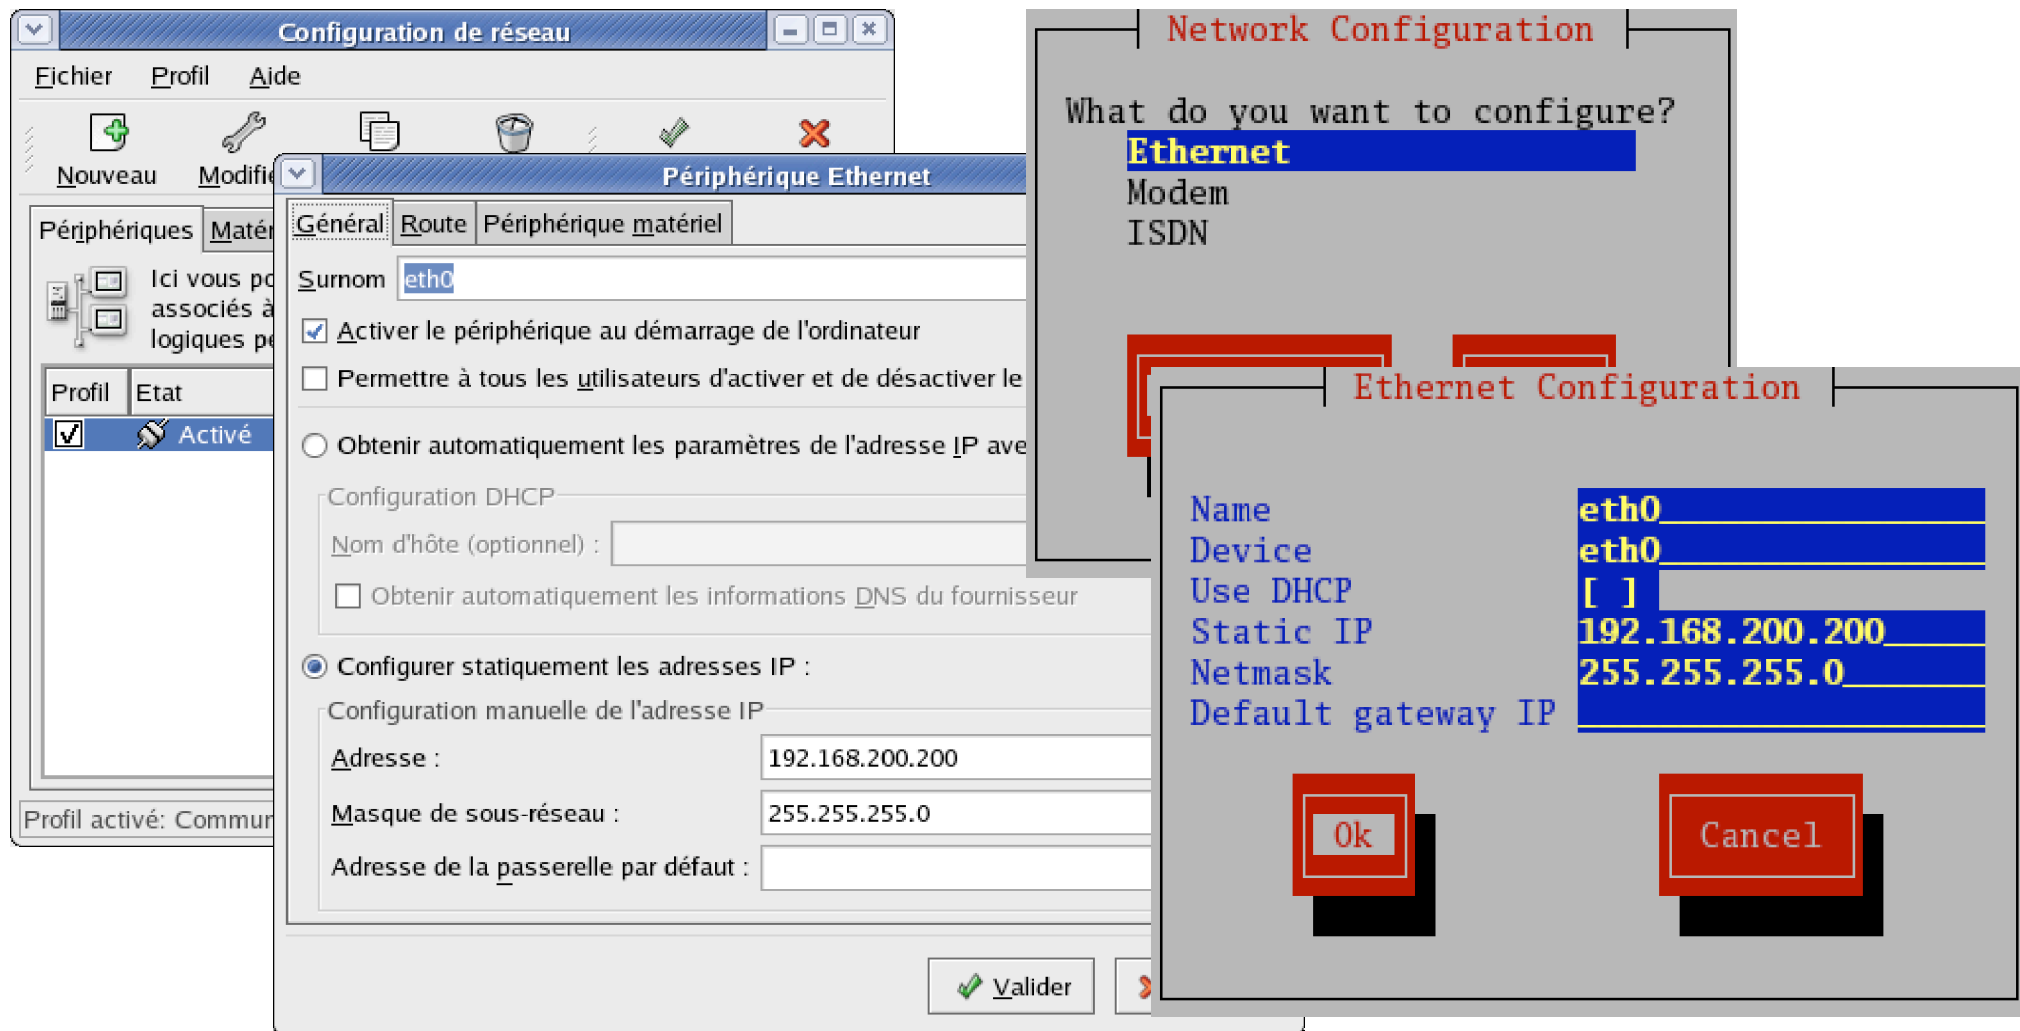 Configuration de réseau
Fichier Profil Aide
Nouveau
Périphériques
Ici vous
associés à
logiques
Profil Etat
Activé
Profil activé:
Périphérique Ethernet
Général Route Périphérique matériel
Surnom eth0
Activer le périphérique au démarrage de l'ordinateur
Permettre à tous les utilisateurs d'activer et de désactiver le
Obtenir automatiquement les paramètres de l'adresse IP
Configuration DHCP
Nom d'hôte (optionnel) :
Obtenir automatiquement les informations DNS du fournisseur
Configurer statiquement les adresses IP :
Configuration manuelle de l'adresse IP
Adresse : 192.168.200.200
Masque de sous-réseau : 255.255.255.0
Adresse de la passerelle par défaut :
Valider
Network Configuration
What do you want to configure?
Ethernet
Modem
ISDN
Ethernet Configuration
Name eth0
Device eth0
Use DHCP [ ]
Static IP 192.168.200.200
Netmask 255.255.255.0
Default gateway IP
Ok Cancel